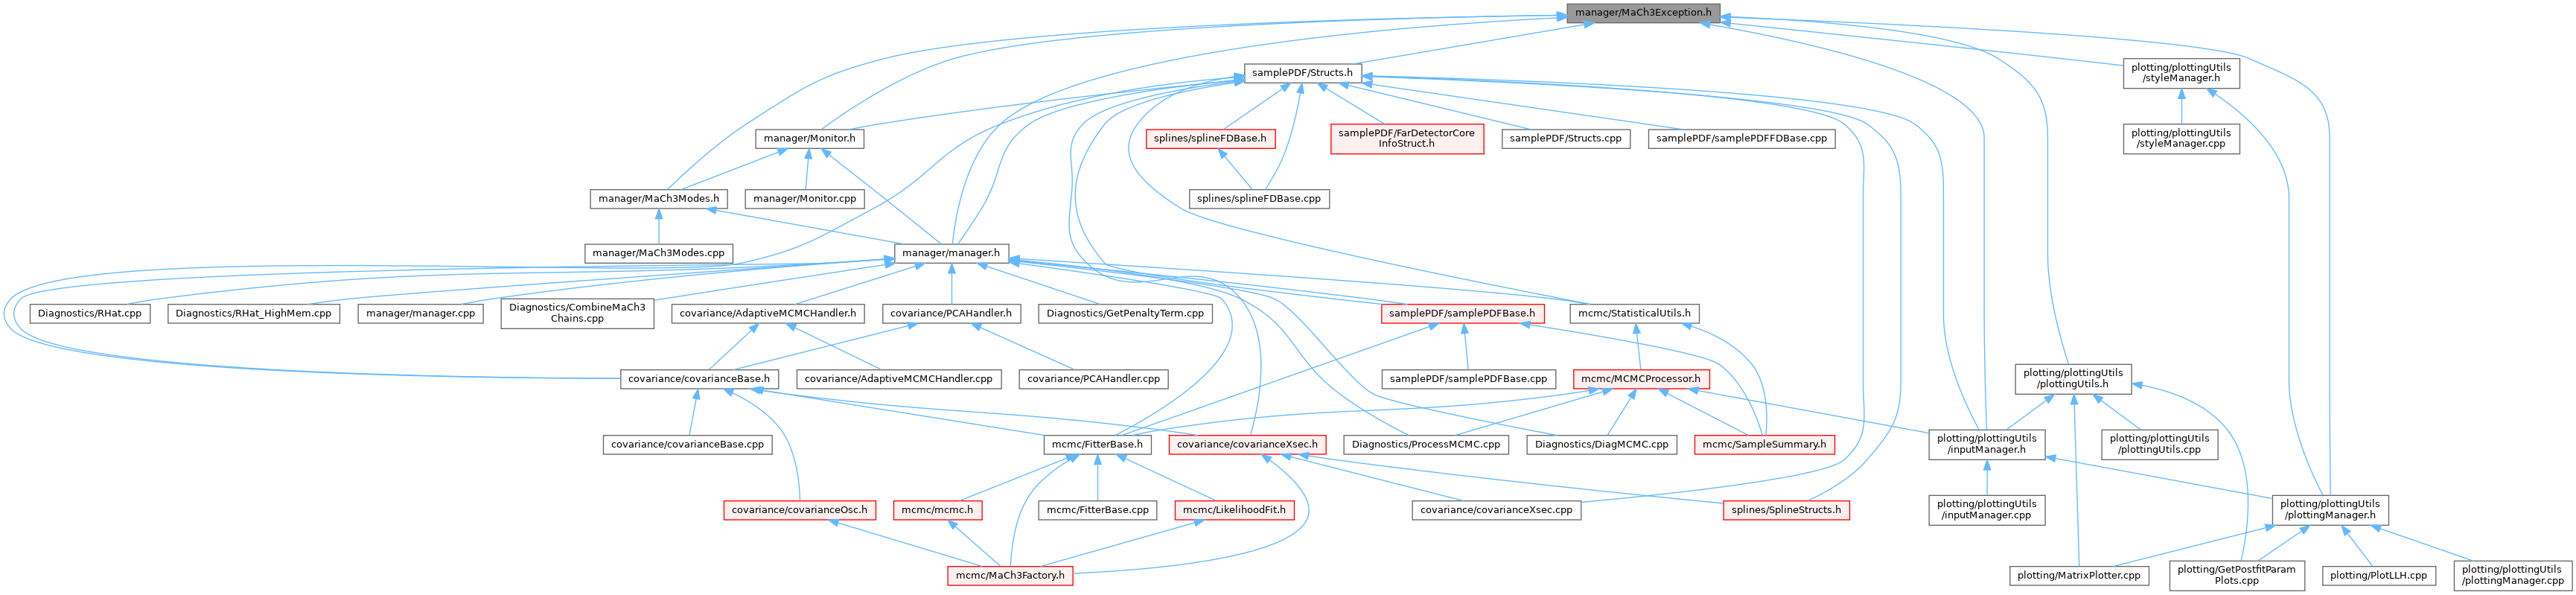 manager/MaCh3Exception.h
samplePDF/Structs.h
plotting/plottingUtils
/styleManager.h
manager/Monitor.h
splines/splineFDBase.h
samplePDF/FarDetectorCore
InfoStruct.h
samplePDF/Structs.cpp
samplePDF/samplePDFFDBase.cpp
plotting/plottingUtils
/styleManager.cpp
manager/MaCh3Modes.h
manager/Monitor.cpp
splines/splineFDBase.cpp
manager/MaCh3Modes.cpp
manager/manager.h
Diagnostics/RHat.cpp
Diagnostics/RHat_HighMem.cpp
manager/manager.cpp
Diagnostics/CombineMaCh3
Chains.cpp
covariance/AdaptiveMCMCHandler.h
covariance/PCAHandler.h
Diagnostics/GetPenaltyTerm.cpp
samplePDF/samplePDFBase.h
mcmc/StatisticalUtils.h
covariance/covarianceBase.h
covariance/AdaptiveMCMCHandler.cpp
covariance/PCAHandler.cpp
samplePDF/samplePDFBase.cpp
mcmc/MCMCProcessor.h
plotting/plottingUtils
/plottingUtils.h
covariance/covarianceBase.cpp
mcmc/FitterBase.h
covariance/covarianceXsec.h
Diagnostics/ProcessMCMC.cpp
Diagnostics/DiagMCMC.cpp
mcmc/SampleSummary.h
plotting/plottingUtils
/inputManager.h
plotting/plottingUtils
/plottingUtils.cpp
covariance/covarianceOsc.h
mcmc/mcmc.h
mcmc/FitterBase.cpp
mcmc/LikelihoodFit.h
covariance/covarianceXsec.cpp
splines/SplineStructs.h
plotting/plottingUtils
/inputManager.cpp
plotting/plottingUtils
/plottingManager.h
mcmc/MaCh3Factory.h
plotting/MatrixPlotter.cpp
plotting/GetPostfitParam
Plots.cpp
plotting/PlotLLH.cpp
plotting/plottingUtils
/plottingManager.cpp